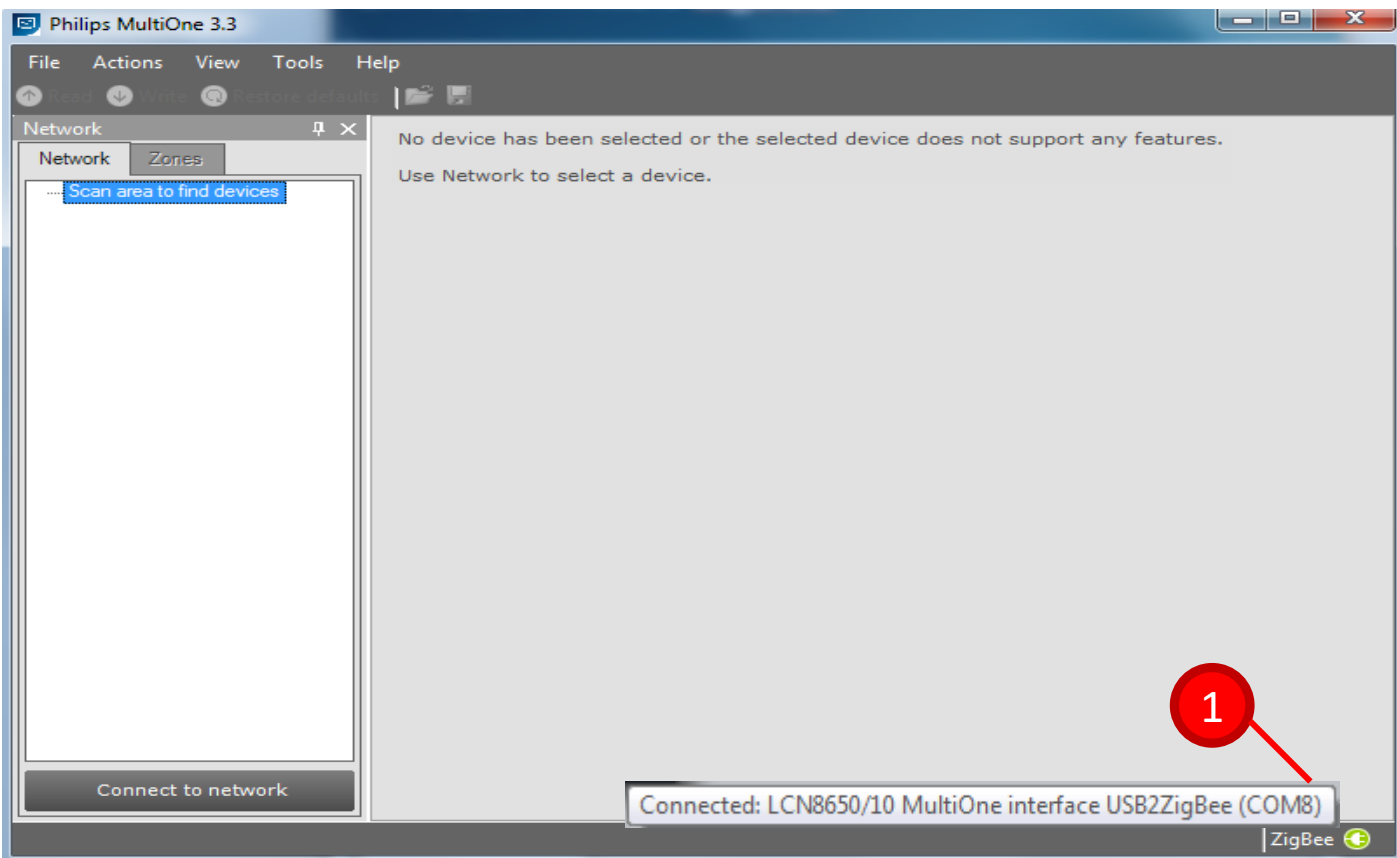 Philips MultiOne 3.3
File Actions View Tools Help
Read Write Restore defaults
Network
Network Zones
Scan area to find devices
Connect to network
No device has been selected or the selected device does not support any features.
Use Network to select a device.
1
Connected: LCN8650/10 MultiOne interface USB2ZigBee (COM8)
ZigBee